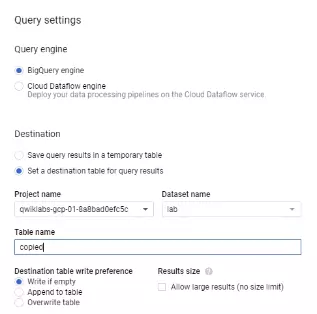 Query settings
Query engine
BigQuery engine
Cloud Dataflow engine
Deploy your data processing pipelines on the Cloud Dataflow service.
Destination
Save query results in a temporary table
Set a destination table for query results
Project name Dataset name
qwiklabs-gcp-01-8a8bad0efc5c lab
Table name
copied
Destination table write preference Results size
Write if empty Allow large results (no size limit)
Append to table
Overwrite table